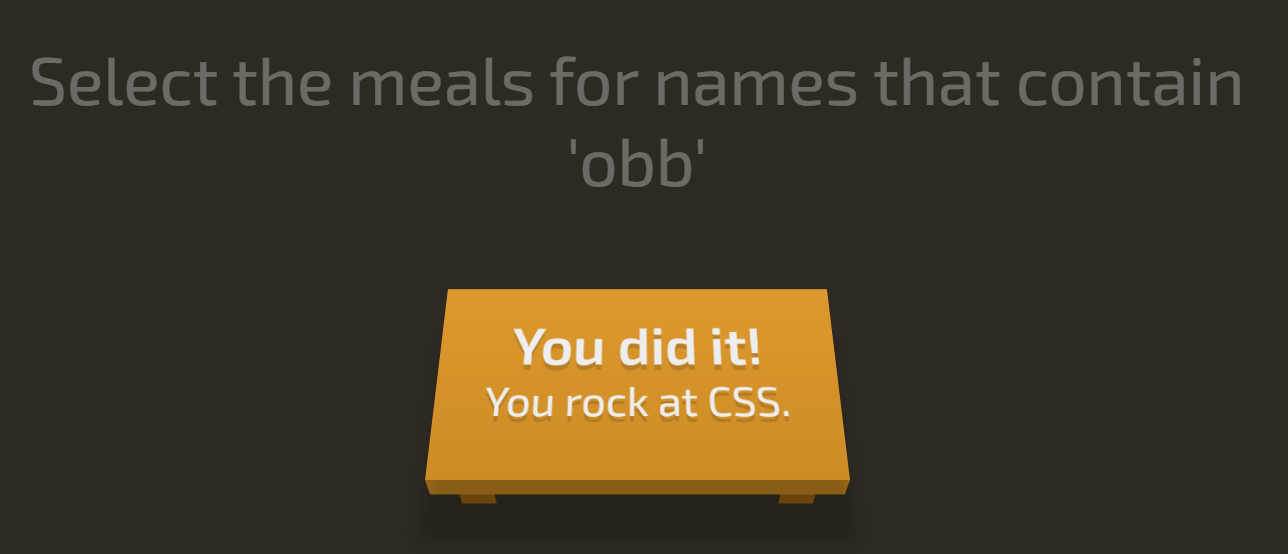 Select the meals for names that contain
'obb'
You did it!
You rock at CSS.